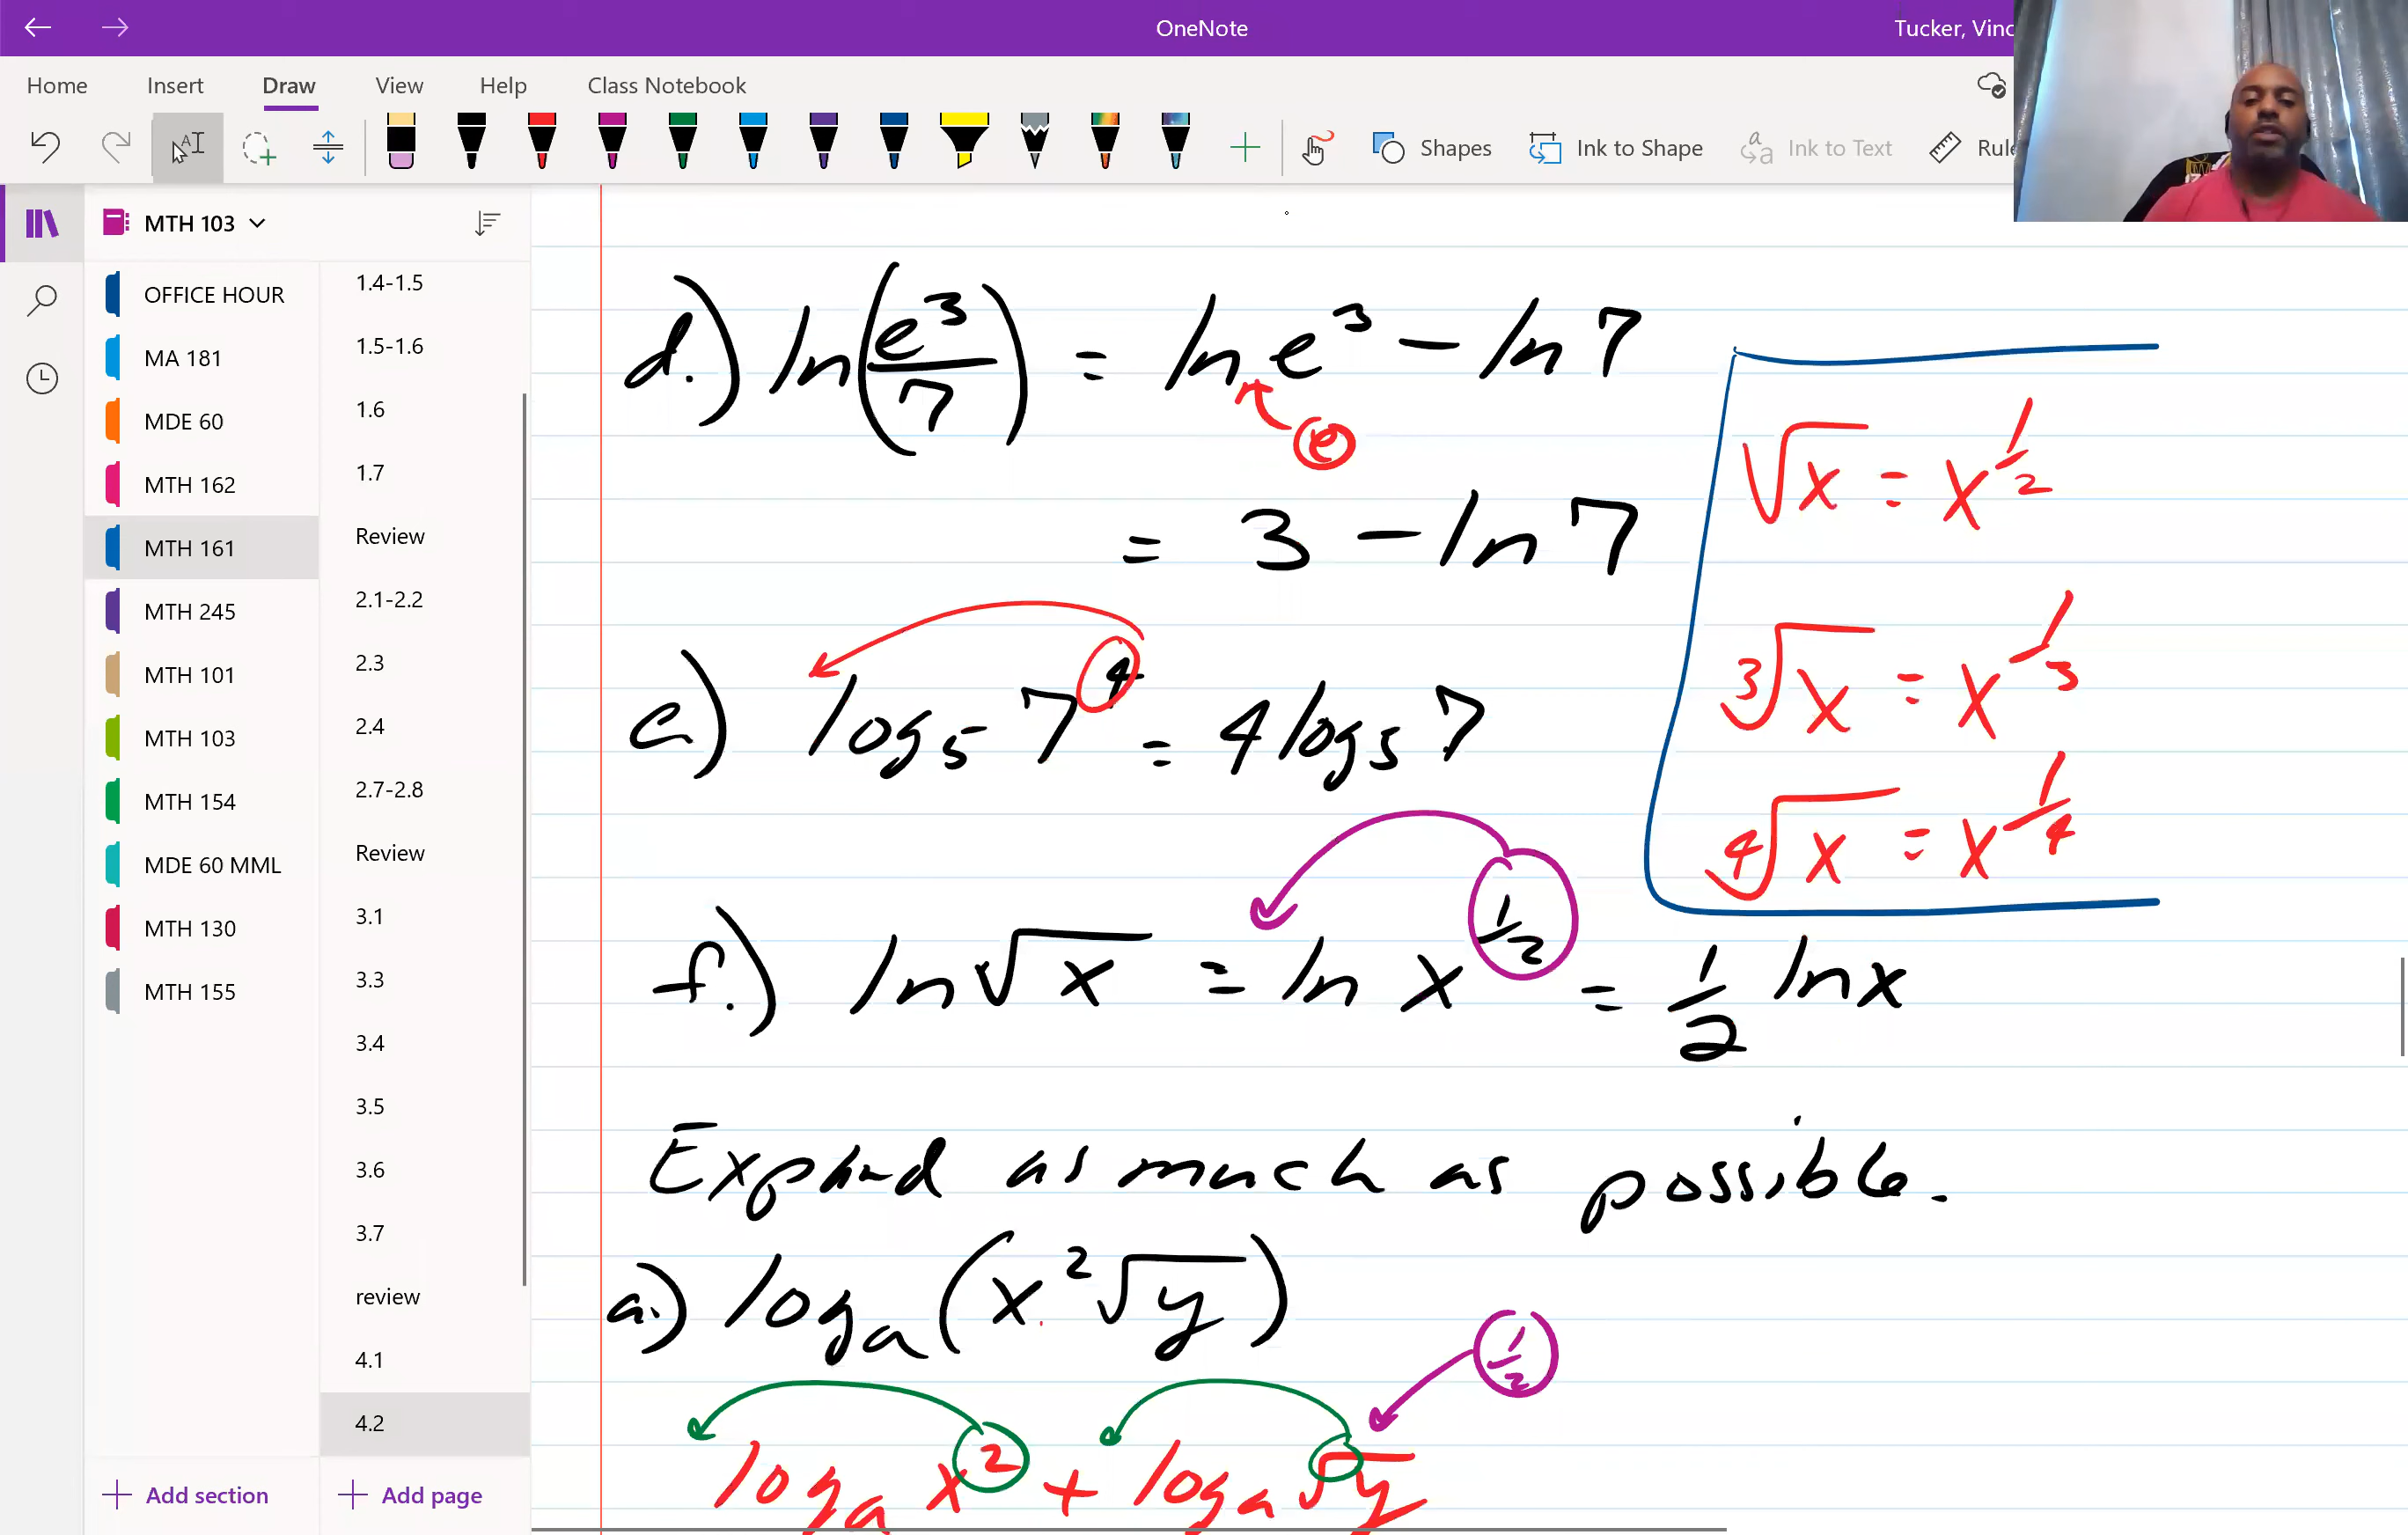 OneNote
Tucker, Vinc
Home Insert Draw View Help Class Notebook
Shapes Ink to Shape Ink to Text Rule
MTH 103
OFFICE HOUR
MA 181
MDE 60
MTH 162
MTH 161
MTH 245
MTH 101
MTH 103
MTH 154
MDE 60 MML
MTH 130
MTH 155
Add section
1.4-1.5
1.5-1.6
1.6
1.7
Review
2.1-2.2
2.3
2.4
2.7-2.8
Review
3.1
3.3
3.4
3.5
3.6
3.7
review
4.1
4.2
Add page
d.) ln(e³/7) = ln e³ − ln 7
e
= 3 − ln 7
e) log₅ 7⁴ = 4 log₅ 7
f.) ln √x = ln x^1/2 = 1/2 ln x
√x = x^1/2
³√x = x^1/3
⁴√x = x^1/4
Expand as much as possible.
a.) logₐ(x²√y)
1/2
logₐ x² + logₐ √y